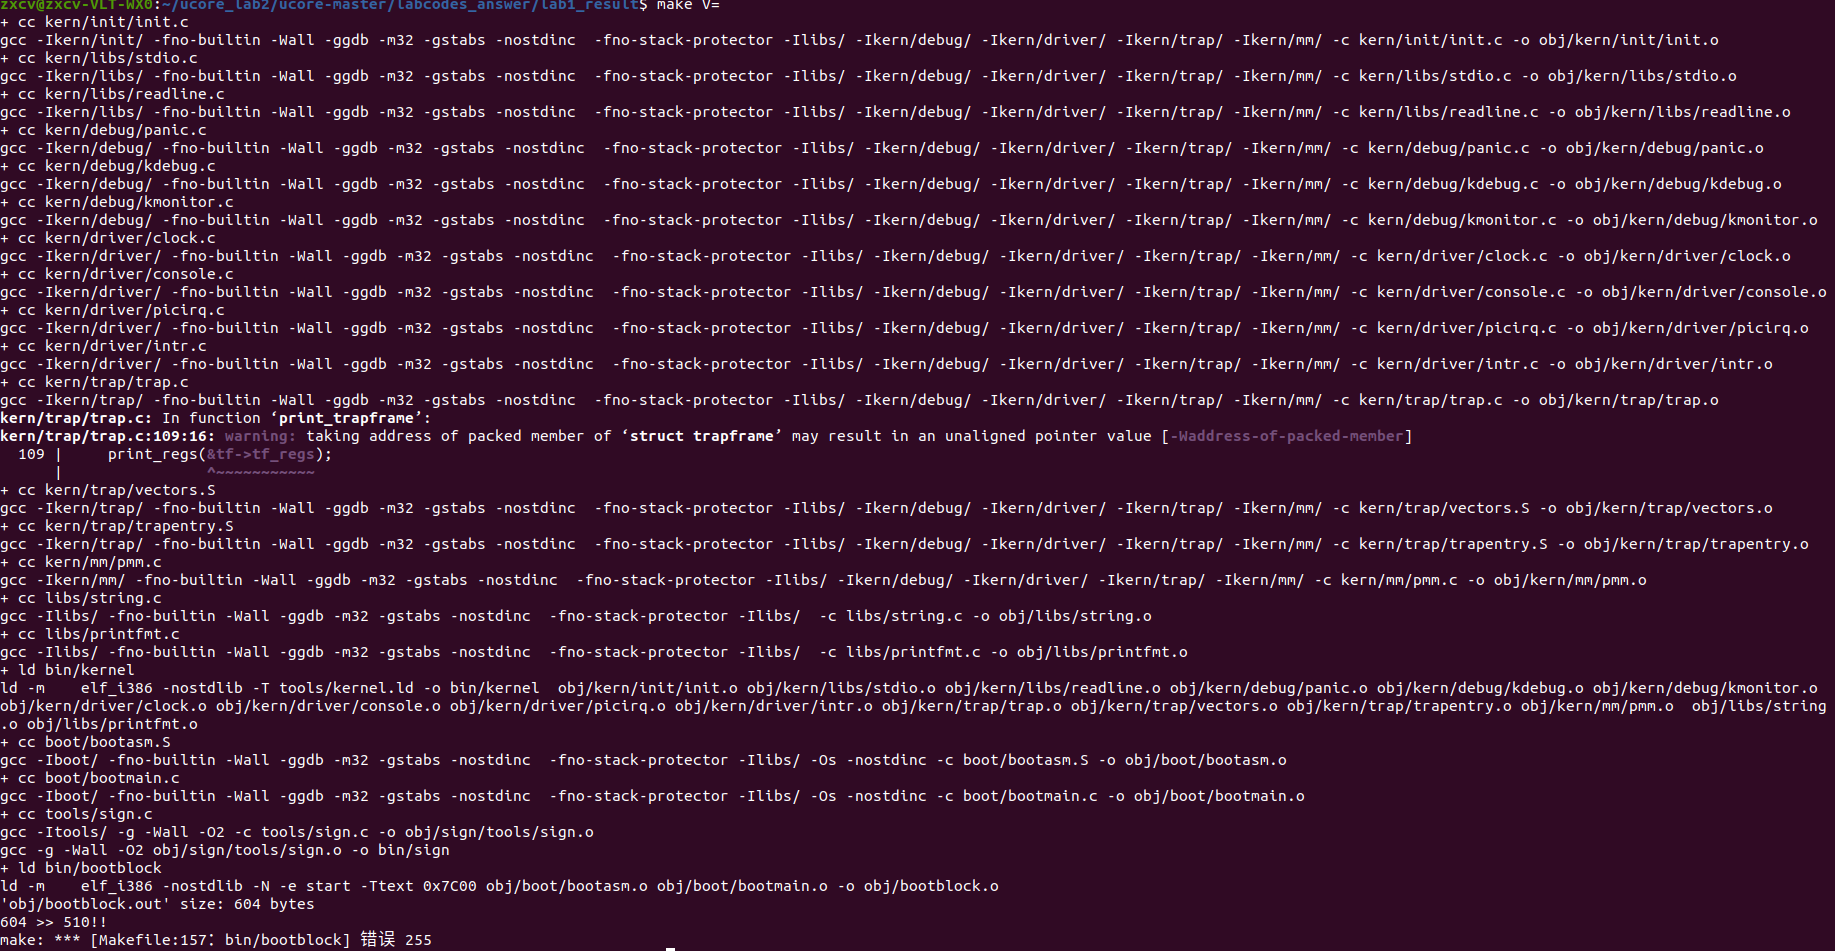 zxcv@zxcv-VLT-WX0:~/ucore_lab2/ucore-master/labcodes_answer/lab1_result$ make V=
+ cc kern/init/init.c
gcc -Ikern/init/ -fno-builtin -Wall -ggdb -m32 -gstabs -nostdinc  -fno-stack-protector -Ilibs/ -Ikern/debug/ -Ikern/driver/ -Ikern/trap/ -Ikern/mm/ -c kern/init/init.c -o obj/kern/init/init.o
+ cc kern/libs/stdio.c
gcc -Ikern/libs/ -fno-builtin -Wall -ggdb -m32 -gstabs -nostdinc  -fno-stack-protector -Ilibs/ -Ikern/debug/ -Ikern/driver/ -Ikern/trap/ -Ikern/mm/ -c kern/libs/stdio.c -o obj/kern/libs/stdio.o
+ cc kern/libs/readline.c
gcc -Ikern/libs/ -fno-builtin -Wall -ggdb -m32 -gstabs -nostdinc  -fno-stack-protector -Ilibs/ -Ikern/debug/ -Ikern/driver/ -Ikern/trap/ -Ikern/mm/ -c kern/libs/readline.c -o obj/kern/libs/readline.o
+ cc kern/debug/panic.c
gcc -Ikern/debug/ -fno-builtin -Wall -ggdb -m32 -gstabs -nostdinc  -fno-stack-protector -Ilibs/ -Ikern/debug/ -Ikern/driver/ -Ikern/trap/ -Ikern/mm/ -c kern/debug/panic.c -o obj/kern/debug/panic.o
+ cc kern/debug/kdebug.c
gcc -Ikern/debug/ -fno-builtin -Wall -ggdb -m32 -gstabs -nostdinc  -fno-stack-protector -Ilibs/ -Ikern/debug/ -Ikern/driver/ -Ikern/trap/ -Ikern/mm/ -c kern/debug/kdebug.c -o obj/kern/debug/kdebug.o
+ cc kern/debug/kmonitor.c
gcc -Ikern/debug/ -fno-builtin -Wall -ggdb -m32 -gstabs -nostdinc  -fno-stack-protector -Ilibs/ -Ikern/debug/ -Ikern/driver/ -Ikern/trap/ -Ikern/mm/ -c kern/debug/kmonitor.c -o obj/kern/debug/kmonitor.o
+ cc kern/driver/clock.c
gcc -Ikern/driver/ -fno-builtin -Wall -ggdb -m32 -gstabs -nostdinc  -fno-stack-protector -Ilibs/ -Ikern/debug/ -Ikern/driver/ -Ikern/trap/ -Ikern/mm/ -c kern/driver/clock.c -o obj/kern/driver/clock.o
+ cc kern/driver/console.c
gcc -Ikern/driver/ -fno-builtin -Wall -ggdb -m32 -gstabs -nostdinc  -fno-stack-protector -Ilibs/ -Ikern/debug/ -Ikern/driver/ -Ikern/trap/ -Ikern/mm/ -c kern/driver/console.c -o obj/kern/driver/console.o
+ cc kern/driver/picirq.c
gcc -Ikern/driver/ -fno-builtin -Wall -ggdb -m32 -gstabs -nostdinc  -fno-stack-protector -Ilibs/ -Ikern/debug/ -Ikern/driver/ -Ikern/trap/ -Ikern/mm/ -c kern/driver/picirq.c -o obj/kern/driver/picirq.o
+ cc kern/driver/intr.c
gcc -Ikern/driver/ -fno-builtin -Wall -ggdb -m32 -gstabs -nostdinc  -fno-stack-protector -Ilibs/ -Ikern/debug/ -Ikern/driver/ -Ikern/trap/ -Ikern/mm/ -c kern/driver/intr.c -o obj/kern/driver/intr.o
+ cc kern/trap/trap.c
gcc -Ikern/trap/ -fno-builtin -Wall -ggdb -m32 -gstabs -nostdinc  -fno-stack-protector -Ilibs/ -Ikern/debug/ -Ikern/driver/ -Ikern/trap/ -Ikern/mm/ -c kern/trap/trap.c -o obj/kern/trap/trap.o
kern/trap/trap.c: In function ‘print_trapframe’:
kern/trap/trap.c:109:16: warning: taking address of packed member of ‘struct trapframe’ may result in an unaligned pointer value [-Waddress-of-packed-member]
  109 |     print_regs(&tf->tf_regs);
      |                ^~~~~~~~~~~~
+ cc kern/trap/vectors.S
gcc -Ikern/trap/ -fno-builtin -Wall -ggdb -m32 -gstabs -nostdinc  -fno-stack-protector -Ilibs/ -Ikern/debug/ -Ikern/driver/ -Ikern/trap/ -Ikern/mm/ -c kern/trap/vectors.S -o obj/kern/trap/vectors.o
+ cc kern/trap/trapentry.S
gcc -Ikern/trap/ -fno-builtin -Wall -ggdb -m32 -gstabs -nostdinc  -fno-stack-protector -Ilibs/ -Ikern/debug/ -Ikern/driver/ -Ikern/trap/ -Ikern/mm/ -c kern/trap/trapentry.S -o obj/kern/trap/trapentry.o
+ cc kern/mm/pmm.c
gcc -Ikern/mm/ -fno-builtin -Wall -ggdb -m32 -gstabs -nostdinc  -fno-stack-protector -Ilibs/ -Ikern/debug/ -Ikern/driver/ -Ikern/trap/ -Ikern/mm/ -c kern/mm/pmm.c -o obj/kern/mm/pmm.o
+ cc libs/string.c
gcc -Ilibs/ -fno-builtin -Wall -ggdb -m32 -gstabs -nostdinc  -fno-stack-protector -Ilibs/  -c libs/string.c -o obj/libs/string.o
+ cc libs/printfmt.c
gcc -Ilibs/ -fno-builtin -Wall -ggdb -m32 -gstabs -nostdinc  -fno-stack-protector -Ilibs/  -c libs/printfmt.c -o obj/libs/printfmt.o
+ ld bin/kernel
ld -m    elf_i386 -nostdlib -T tools/kernel.ld -o bin/kernel  obj/kern/init/init.o obj/kern/libs/stdio.o obj/kern/libs/readline.o obj/kern/debug/panic.o obj/kern/debug/kdebug.o obj/kern/debug/kmonitor.o
obj/kern/driver/clock.o obj/kern/driver/console.o obj/kern/driver/picirq.o obj/kern/driver/intr.o obj/kern/trap/trap.o obj/kern/trap/vectors.o obj/kern/trap/trapentry.o obj/kern/mm/pmm.o  obj/libs/string
.o obj/libs/printfmt.o
+ cc boot/bootasm.S
gcc -Iboot/ -fno-builtin -Wall -ggdb -m32 -gstabs -nostdinc  -fno-stack-protector -Ilibs/ -Os -nostdinc -c boot/bootasm.S -o obj/boot/bootasm.o
+ cc boot/bootmain.c
gcc -Iboot/ -fno-builtin -Wall -ggdb -m32 -gstabs -nostdinc  -fno-stack-protector -Ilibs/ -Os -nostdinc -c boot/bootmain.c -o obj/boot/bootmain.o
+ cc tools/sign.c
gcc -Itools/ -g -Wall -O2 -c tools/sign.c -o obj/sign/tools/sign.o
gcc -g -Wall -O2 obj/sign/tools/sign.o -o bin/sign
+ ld bin/bootblock
ld -m    elf_i386 -nostdlib -N -e start -Ttext 0x7C00 obj/boot/bootasm.o obj/boot/bootmain.o -o obj/bootblock.o
'obj/bootblock.out' size: 604 bytes
604 >> 510!!
make: *** [Makefile:157：bin/bootblock] 错误 255